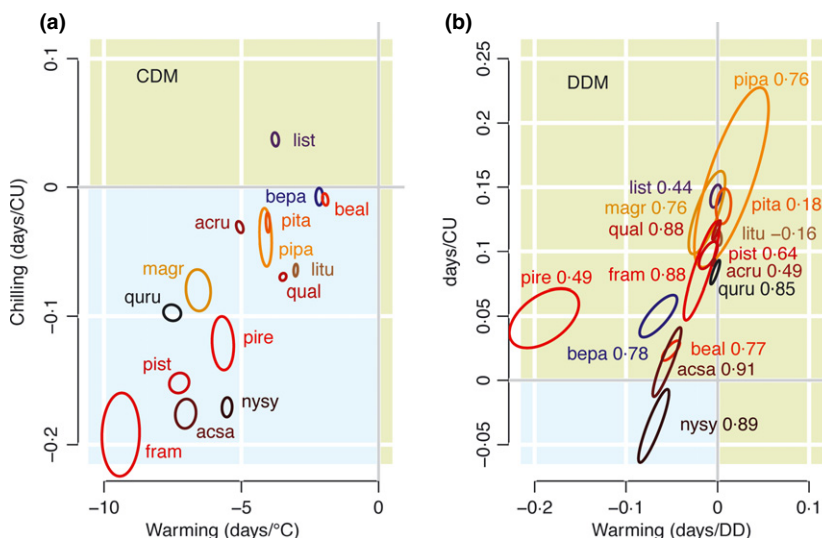 (a)
CDM
0.1
0
−0.1
−0.2
Chilling (days/CU)
list
bepa
beal
acru
pita
pipa
magr
litu
qual
quru
pire
pist
nysy
acsa
fram
−10
−5
0
Warming (days/°C)
(b)
DDM
0·25
0·2
0·15
0·1
0·05
0
−0·05
days/CU)
pipa 0·76
list 0·44
magr 0·76
pita 0·18
qual 0·88
litu −0·16
pist 0·64
pire 0·49
fram 0·88
acru 0·49
quru 0·85
bepa 0·78
beal 0·77
acsa 0·91
nysy 0·89
−0·2
−0·1
0
0·1
Warming (days/DD)